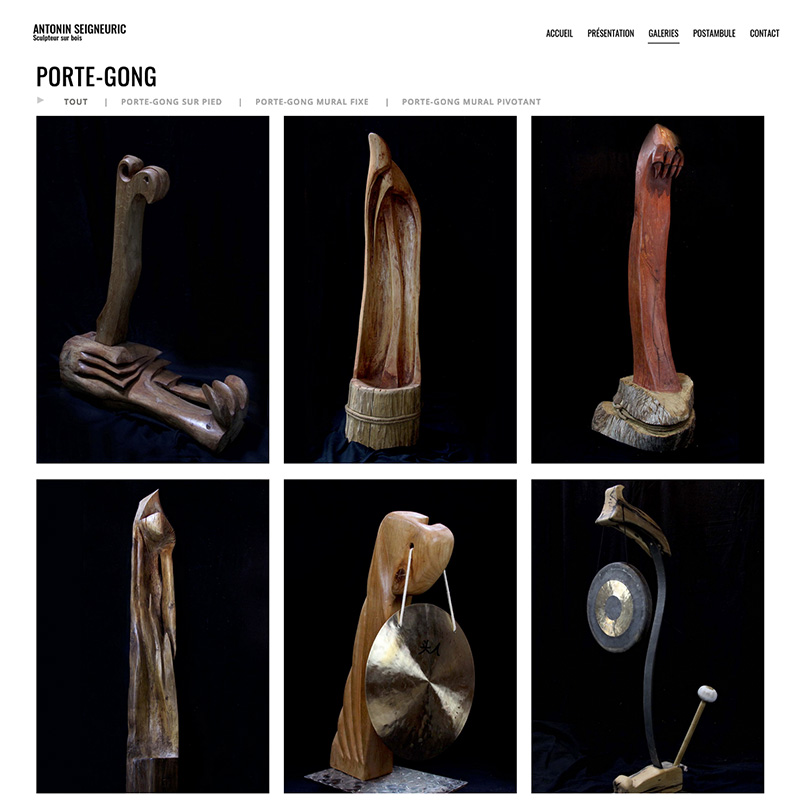 ANTONIN SEIGNEURIC
Sculpteur sur bois
ACCUEIL PRÉSENTATION GALERIES POSTAMBULE CONTACT
PORTE-GONG
TOUT | PORTE-GONG SUR PIED | PORTE-GONG MURAL FIXE | PORTE-GONG MURAL PIVOTANT